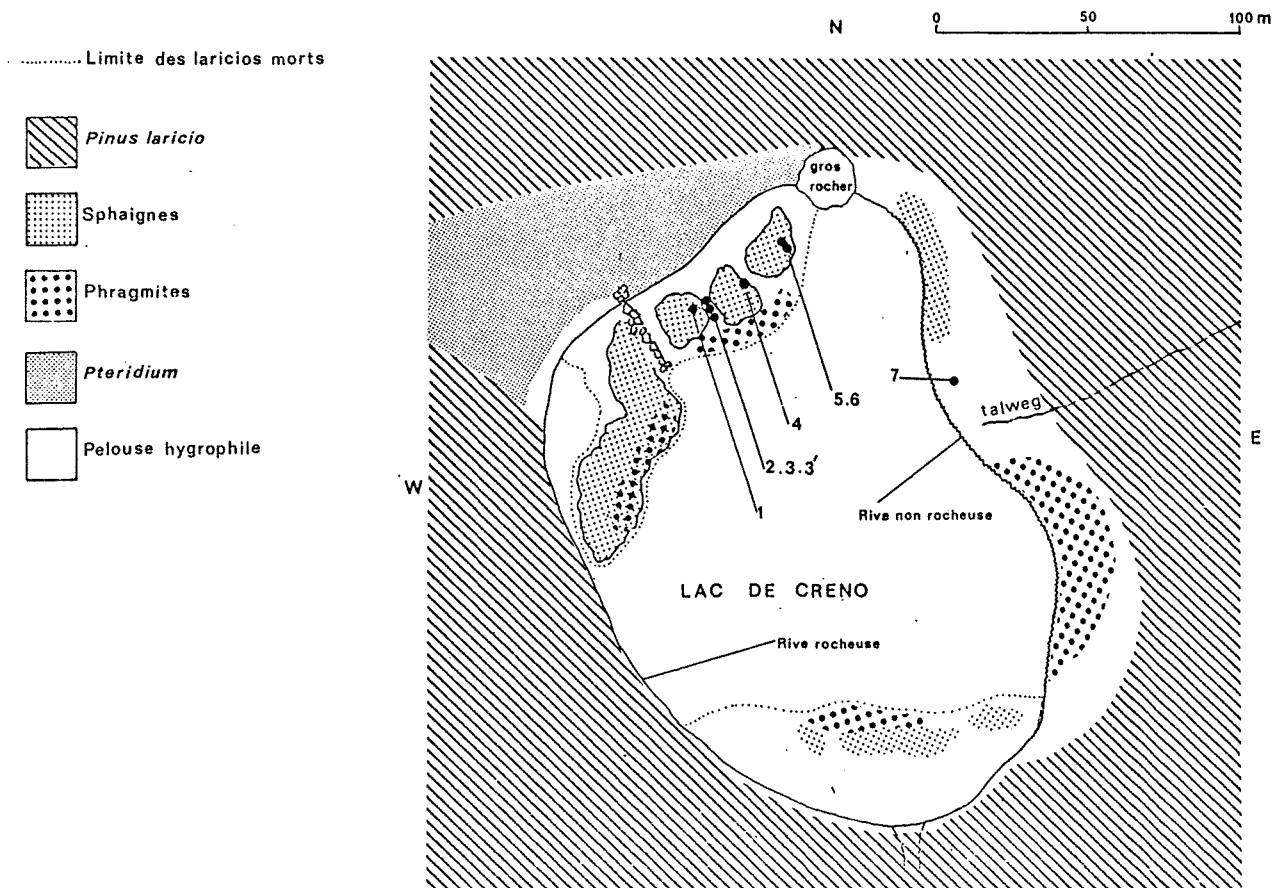 N
0 50 100 m
Limite des laricios morts
Pinus laricio
Sphaignes
Phragmites
Pteridium
Pelouse hygrophile
gros
rocher
7
5.6
talweg
4
E
2.3.3'
W
1
Rive non rocheuse
LAC DE CRENO
Rive rocheuse